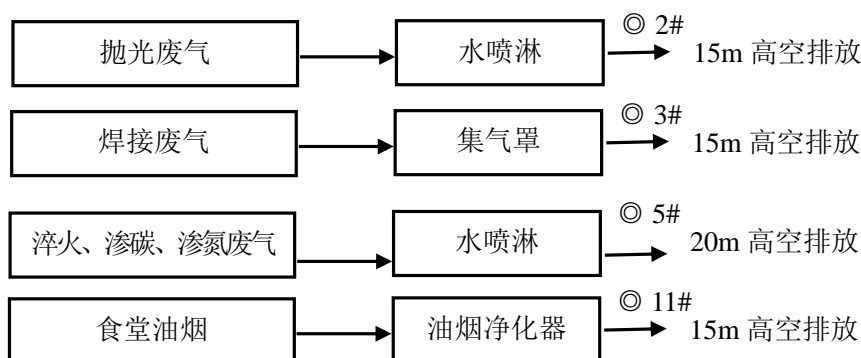 ◎ 2#
抛光废气
水喷淋
15m 高空排放
◎ 3#
焊接废气
集气罩
15m 高空排放
◎ 5#
淬火、渗碳、渗氮废气
水喷淋
20m 高空排放
◎ 11#
食堂油烟
油烟净化器
15m 高空排放